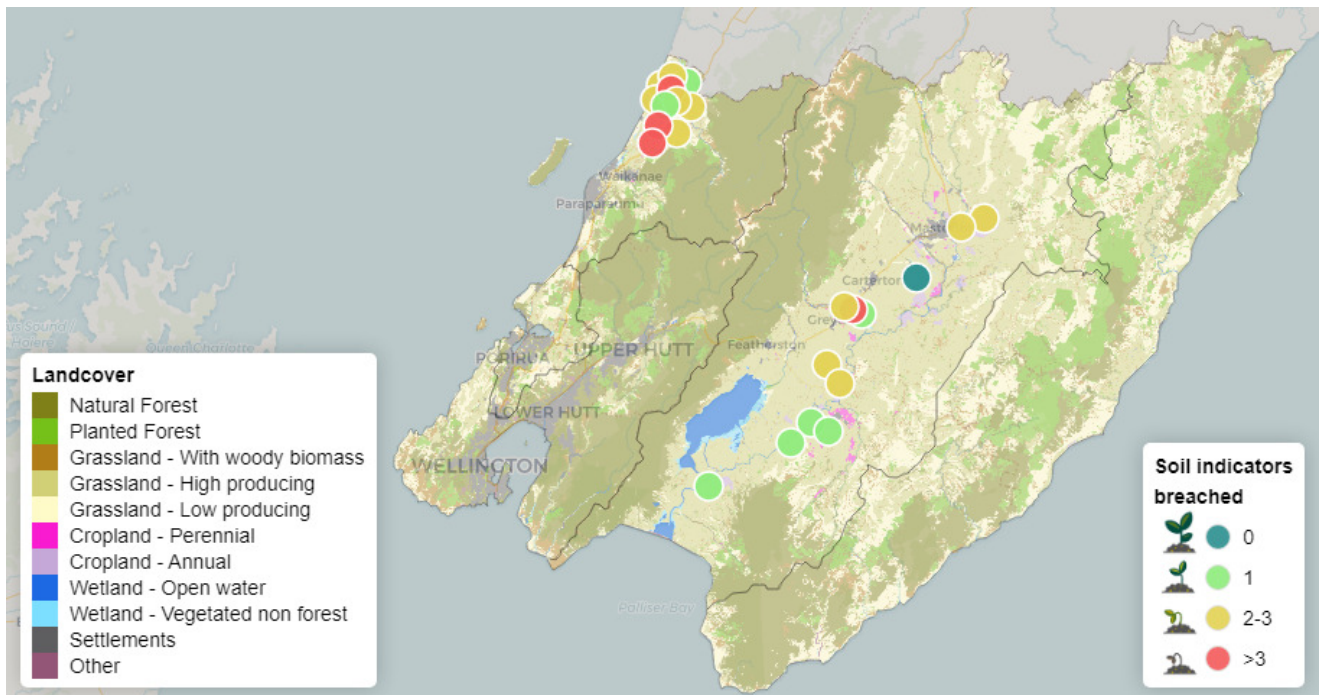 Waikanae
Paraparaumu
Carterton
Featherston
Queen Charlotte
PORIRUA
UPPER HUTT
LOWER HUTT
WELLINGTON
Palliser Bay
Landcover
Natural Forest
Planted Forest
Grassland - With woody biomass
Grassland - High producing
Grassland - Low producing
Cropland - Perennial
Cropland - Annual
Wetland - Open water
Wetland - Vegetated non forest
Settlements
Other
Soil indicators
breached
0
1
2-3
>3